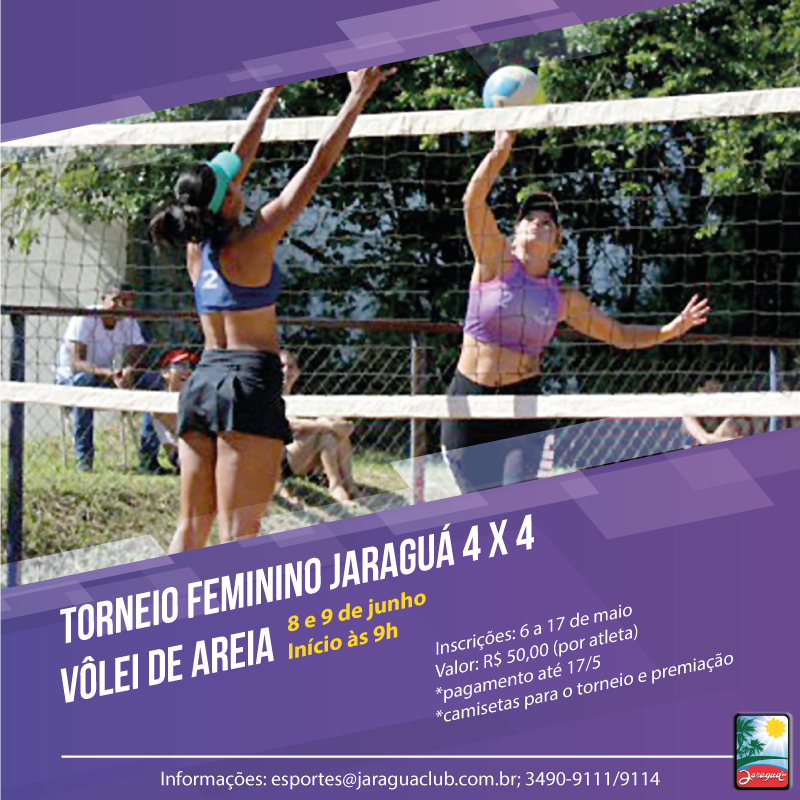 2
2
TORNEIO FEMININO JARAGUÁ 4 X 4
VÔLEI DE AREIA
8 e 9 de junho
Início às 9h
Inscrições: 6 a 17 de maio
Valor: R$ 50,00 (por atleta)
*pagamento até 17/5
*camisetas para o torneio e premiação
Jaraguá
Informações: esportes@jaraguaclub.com.br; 3490-9111/9114